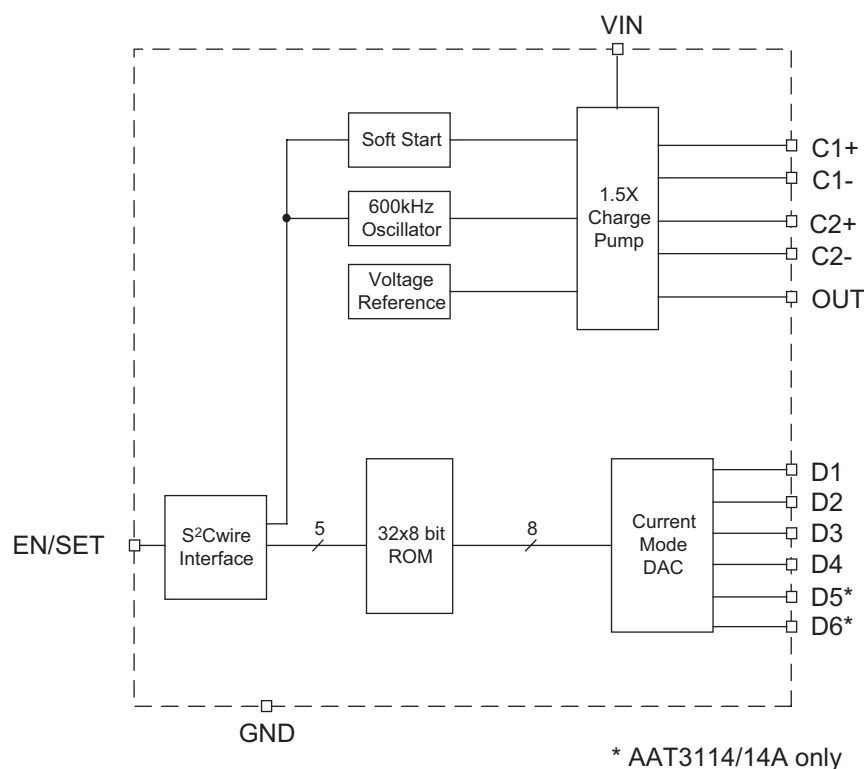 VIN
Soft Start
600kHz
Oscillator
Voltage
Reference
1.5X
Charge
Pump
C1+
C1-
C2+
C2-
OUT
EN/SET
S²Cwire
Interface
5
32x8 bit
ROM
8
Current
Mode
DAC
D1
D2
D3
D4
D5*
D6*
GND
* AAT3114/14A only